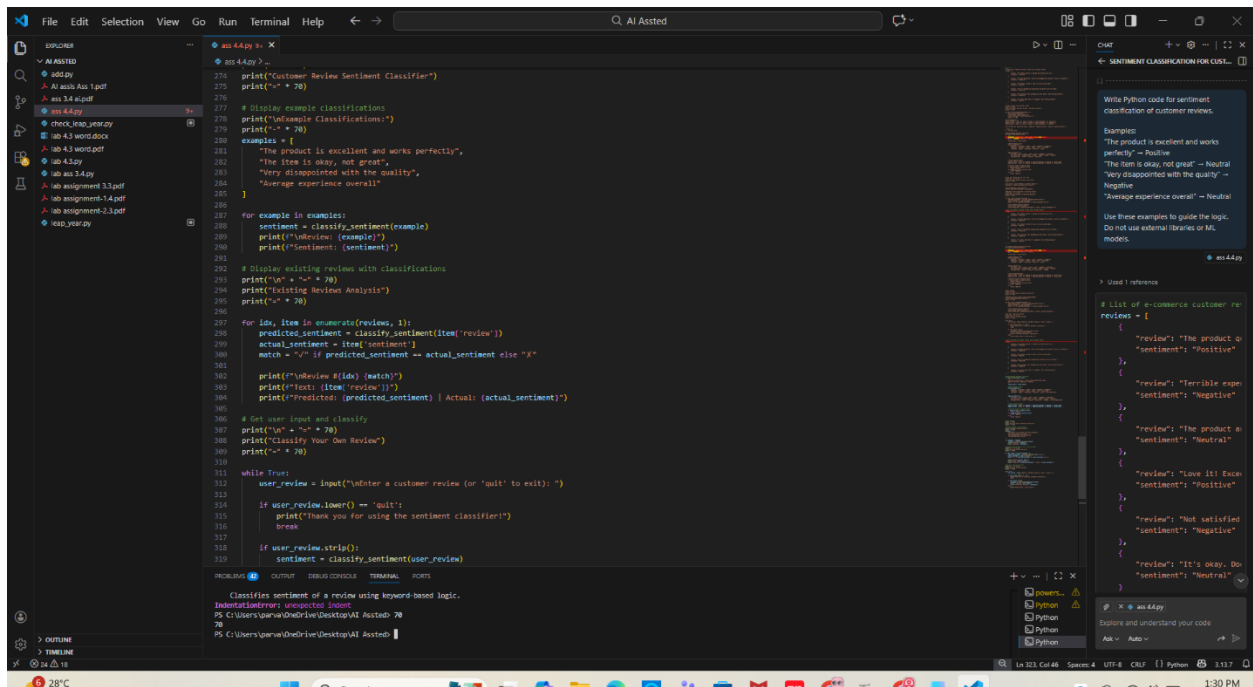 File Edit Selection View Go Run Terminal Help
AI Assted
EXPLORER
AI ASSTED
add.py
AI assis Ass 1.pdf
ass 3.4 ai.pdf
ass 4.4.py 9+
check_leap_year.py
lab 4.3 word.docx
lab 4.3 word.pdf
lab 4.3.py
lab ass 3.4.py
lab assignment 3.3.pdf
lab assignment-1.4.pdf
lab assignment-2.3.pdf
leap_year.py
OUTLINE
TIMELINE
ass 4.4.py 9+
ass 4.4.py > ...
274 print("Customer Review Sentiment Classifier")
275 print("=" * 70)
276
277 # Display example classifications
278 print("\nExample Classifications:")
279 print("-" * 70)
280 examples = [
281 "The product is excellent and works perfectly",
282 "The item is okay, not great",
283 "Very disappointed with the quality",
284 "Average experience overall"
285 ]
286
287 for example in examples:
288 sentiment = classify_sentiment(example)
289 print(f"\nReview: {example}")
290 print(f"Sentiment: {sentiment}")
291
292 # Display existing reviews with classifications
293 print("\n" + "=" * 70)
294 print("Existing Reviews Analysis")
295 print("=" * 70)
296
297 for idx, item in enumerate(reviews, 1):
298 predicted_sentiment = classify_sentiment(item['review'])
299 actual_sentiment = item['sentiment']
300 match = "√" if predicted_sentiment == actual_sentiment else "X"
301
302 print(f"\nReview #{idx} {match}")
303 print(f"Text: {item['review']}")
304 print(f"Predicted: {predicted_sentiment} | Actual: {actual_sentiment}")
305
306 # Get user input and classify
307 print("\n" + "=" * 70)
308 print("Classify Your Own Review")
309 print("=" * 70)
310
311 while True:
312 user_review = input("\nEnter a customer review (or 'quit' to exit): ")
313
314 if user_review.lower() == 'quit':
315 print("Thank you for using the sentiment classifier!")
316 break
317
318 if user_review.strip():
319 sentiment = classify_sentiment(user_review)
PROBLEMS 42 OUTPUT DEBUG CONSOLE TERMINAL PORTS
Classifies sentiment of a review using keyword-based logic.
IndentationError: unexpected indent
PS C:\Users\parva\OneDrive\Desktop\AI Assted> 70
70
PS C:\Users\parva\OneDrive\Desktop\AI Assted>
powers...
Python
Python
Python
Python
CHAT
SENTIMENT CLASSIFICATION FOR CUST...
Write Python code for sentiment
classification of customer reviews.
Examples:
"The product is excellent and works
perfectly" → Positive
"The item is okay, not great" → Neutral
"Very disappointed with the quality" →
Negative
"Average experience overall" → Neutral
Use these examples to guide the logic.
Do not use external libraries or ML
models.
ass 4.4.py
Used 1 reference
# List of e-commerce customer re
reviews = [
{
"review": "The product q
"sentiment": "Positive"
},
{
"review": "Terrible expe
"sentiment": "Negative"
},
{
"review": "The product a
"sentiment": "Neutral"
},
{
"review": "Love it! Exce
"sentiment": "Positive"
},
{
"review": "Not satisfied
"sentiment": "Negative"
},
{
"review": "It's okay. Do
"sentiment": "Neutral"
}
ass 4.4.py
Explore and understand your code
Ask Auto
24 18
Ln 323, Col 46 Spaces: 4 UTF-8 CRLF {} Python 3.13.7
6 28°C
1:30 PM